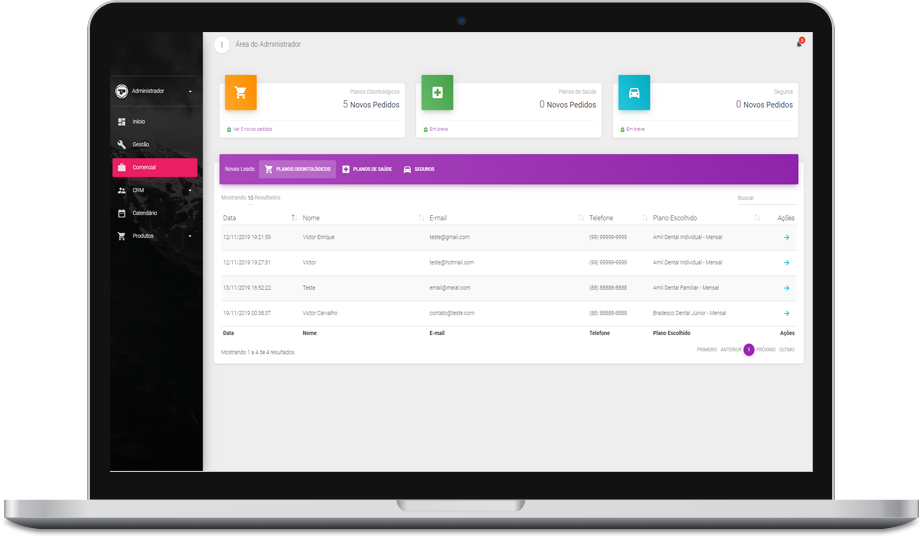 Área do Administrador
3
Administrador
Início
Gestão
Comercial
CRM
Calendário
Produtos
Planos Odontológicos
5 Novos Pedidos
Ver 5 novos pedidos
Planos de Saúde
0 Novos Pedidos
Em breve
Seguros
0 Novos Pedidos
Em breve
Novas Leads: PLANOS ODONTOLÓGICOS PLANOS DE SAÚDE SEGUROS
Mostrando 10 Resultados
Buscar
Data Nome E-mail Telefone Plano Escolhido Ações
12/11/2019 19:21:59 Victor Enrique teste@gmail.com (99) 99999-9999 Amil Dental Individual - Mensal
12/11/2019 19:27:31 Victor teste@hotmail.com (99) 99999-9999 Amil Dental Individual - Mensal
13/11/2019 16:52:22 Teste email@meial.com (88) 88888-8888 Amil Dental Familiar - Mensal
19/11/2019 00:38:37 Victor Carvalho contato@teste.com (88) 88888-8888 Bradesco Dental Júnior - Mensal
Data Nome E-mail Telefone Plano Escolhido Ações
Mostrando 1 a 4 de 4 resultados.
PRIMEIRO ANTERIOR 1 PRÓXIMO ÚLTIMO